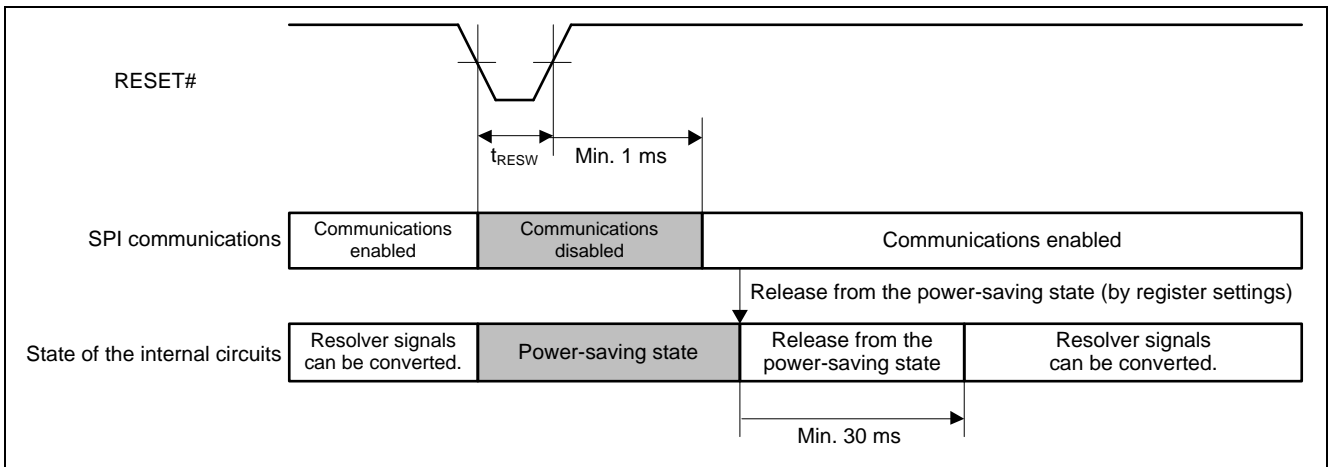 RESET#
tRESW
Min. 1 ms
SPI communications
Communications
enabled
Communications
disabled
Communications enabled
Release from the power-saving state (by register settings)
State of the internal circuits
Resolver signals
can be converted.
Power-saving state
Release from the
power-saving state
Resolver signals
can be converted.
Min. 30 ms